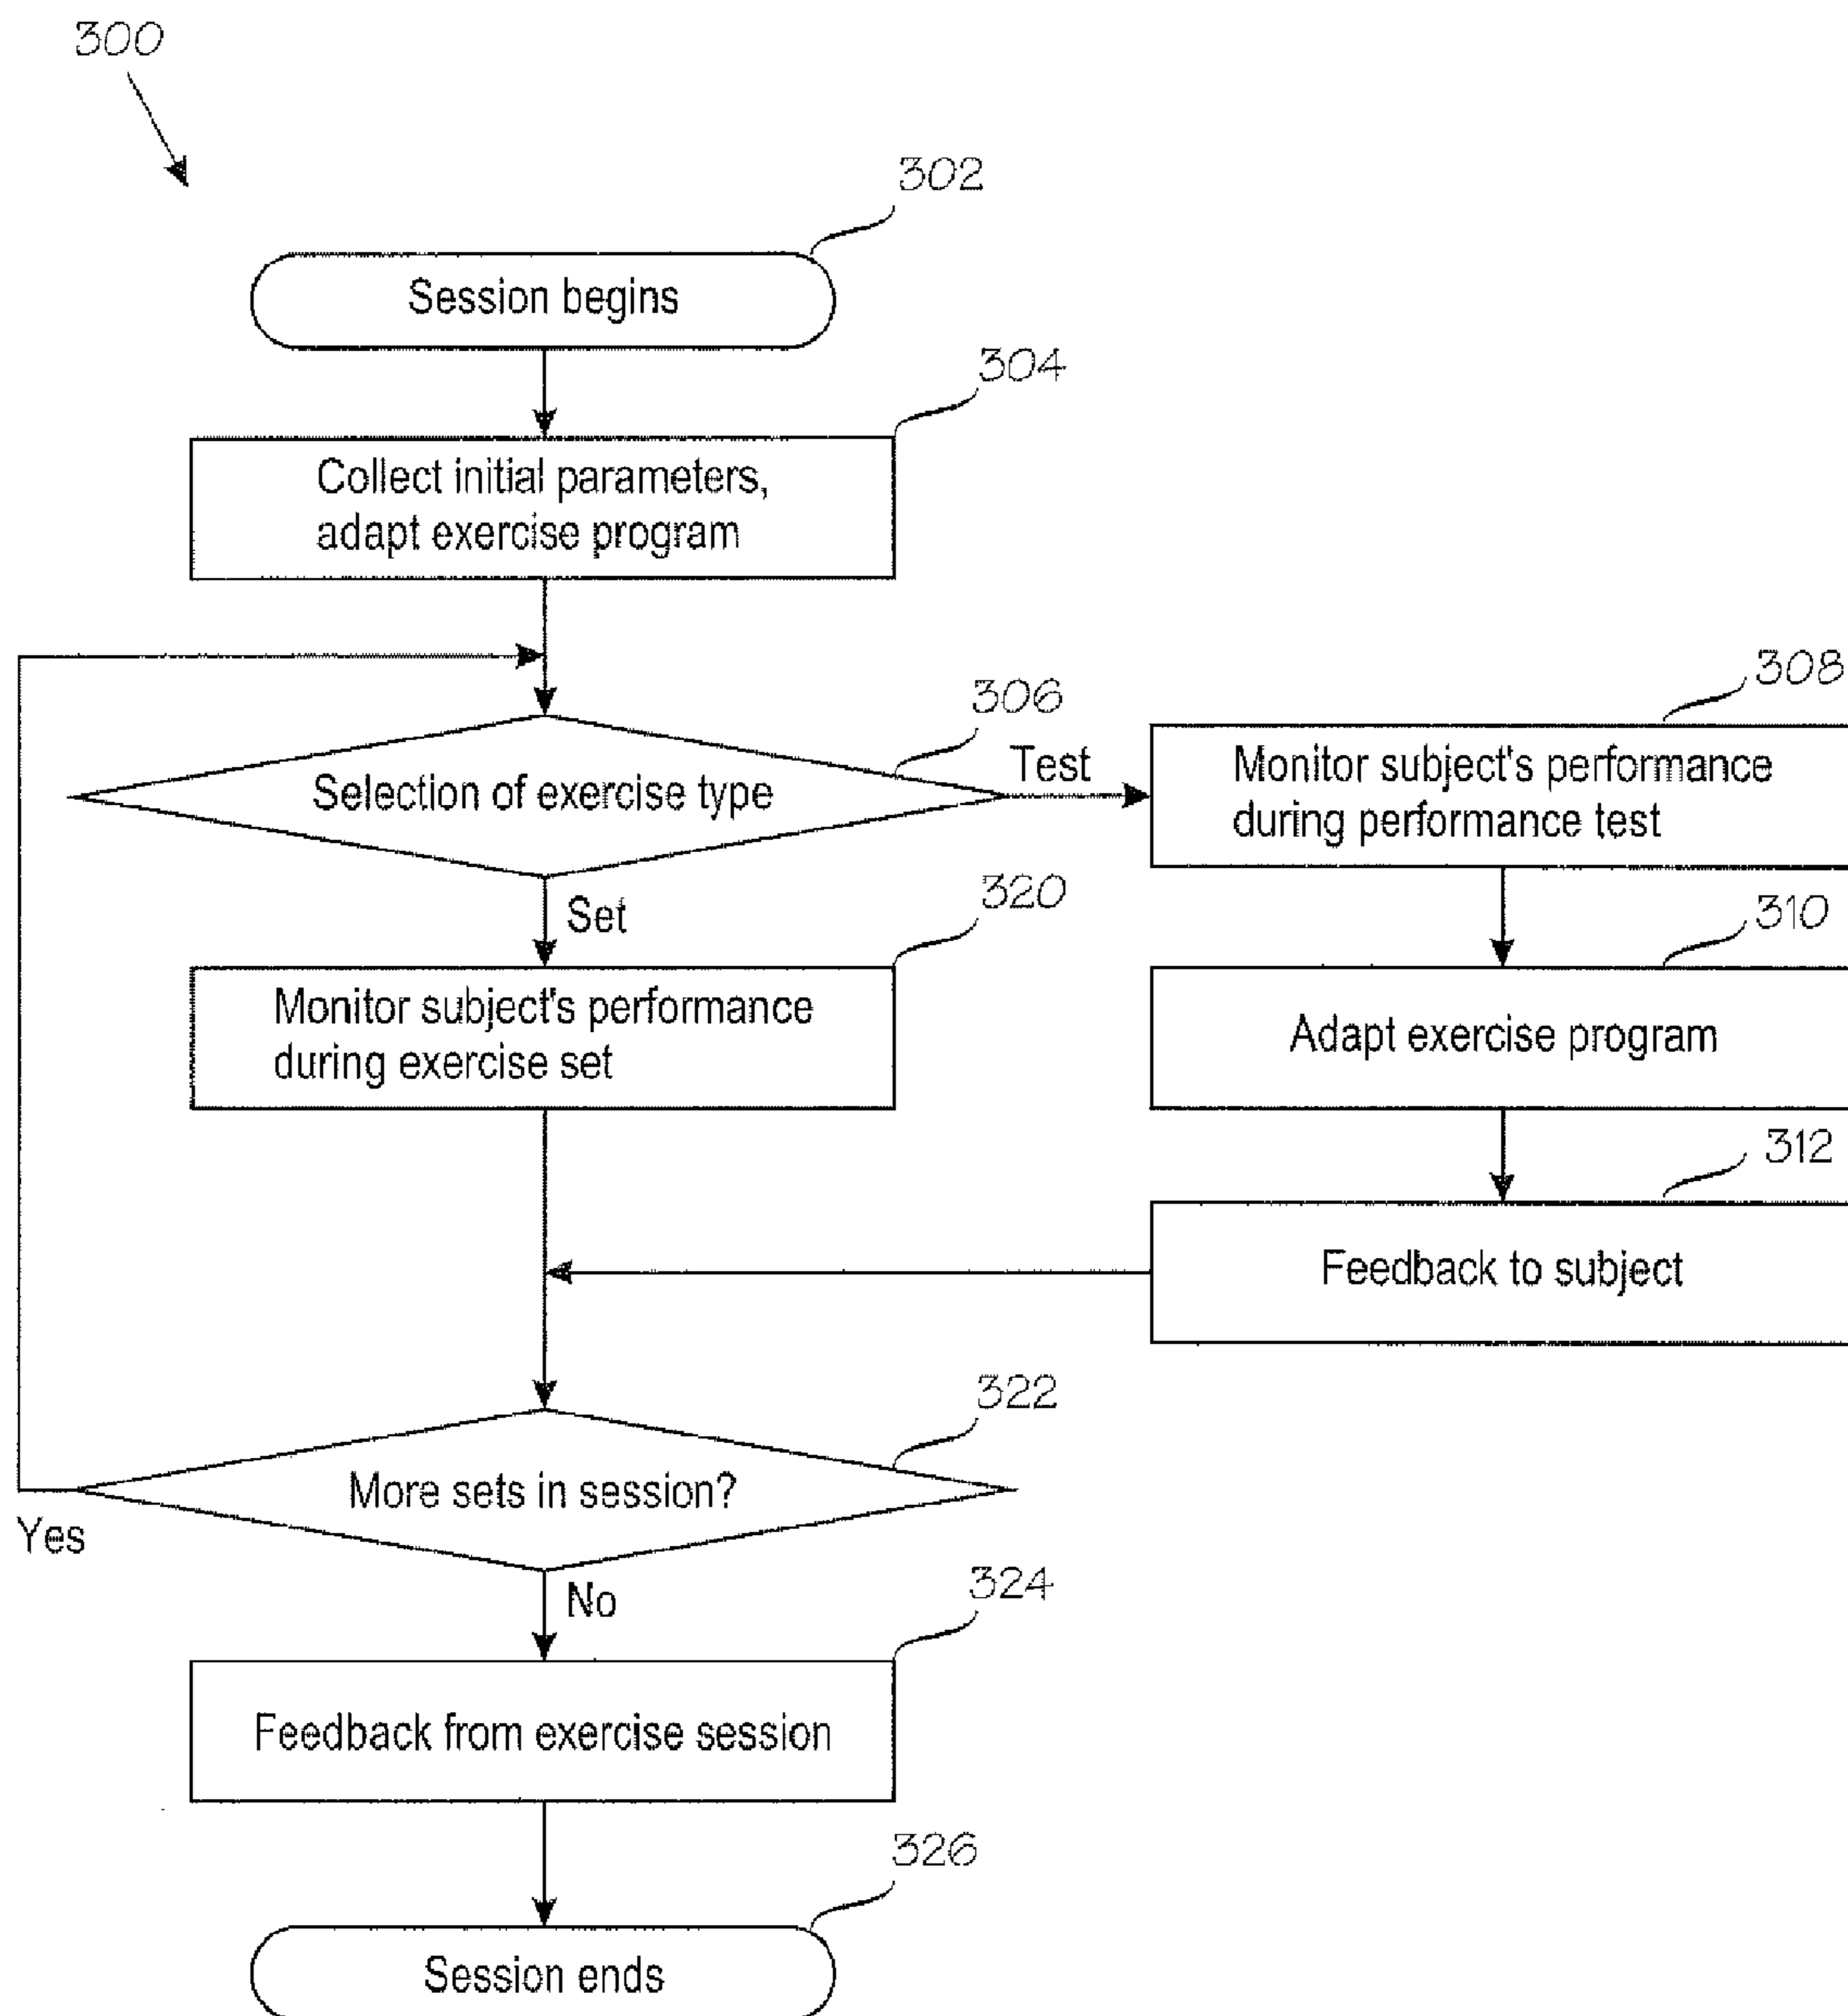 300
302
Session begins
304
Collect initial parameters,
adapt exercise program
306
Selection of exercise type
Test
308
Monitor subject's performance
during performance test
Set
320
Monitor subject's performance
during exercise set
310
Adapt exercise program
312
Feedback to subject
322
More sets in session?
Yes
No
324
Feedback from exercise session
326
Session ends